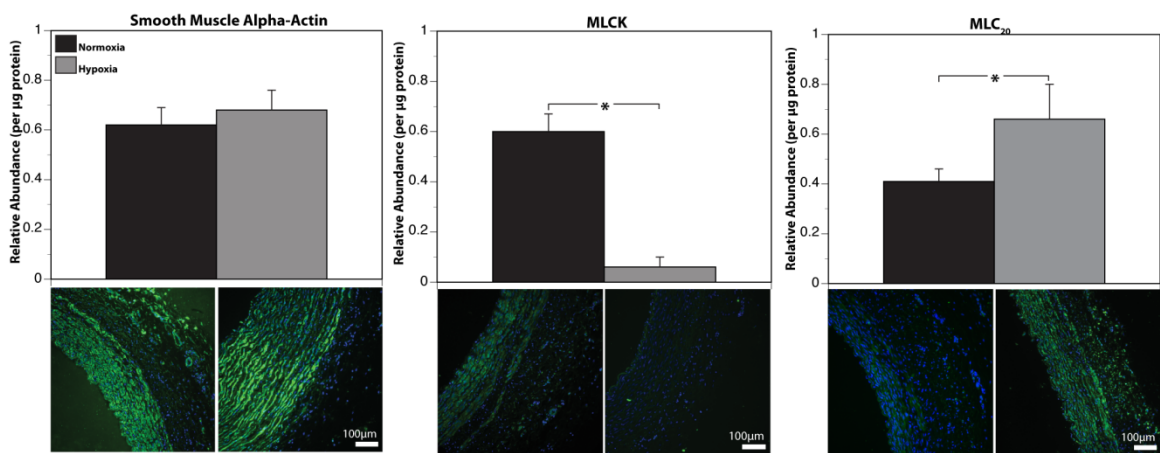 Smooth Muscle Alpha-Actin
Relative Abundance (per µg protein)
1
0.8
0.6
0.4
0.2
0
Normoxia
Hypoxia
100µm
MLCK
Relative Abundance (per µg protein)
1
0.8
0.6
0.4
0.2
0
*
100µm
MLC20
Relative Abundance (per µg protein)
1
0.8
0.6
0.4
0.2
0
*
100µm